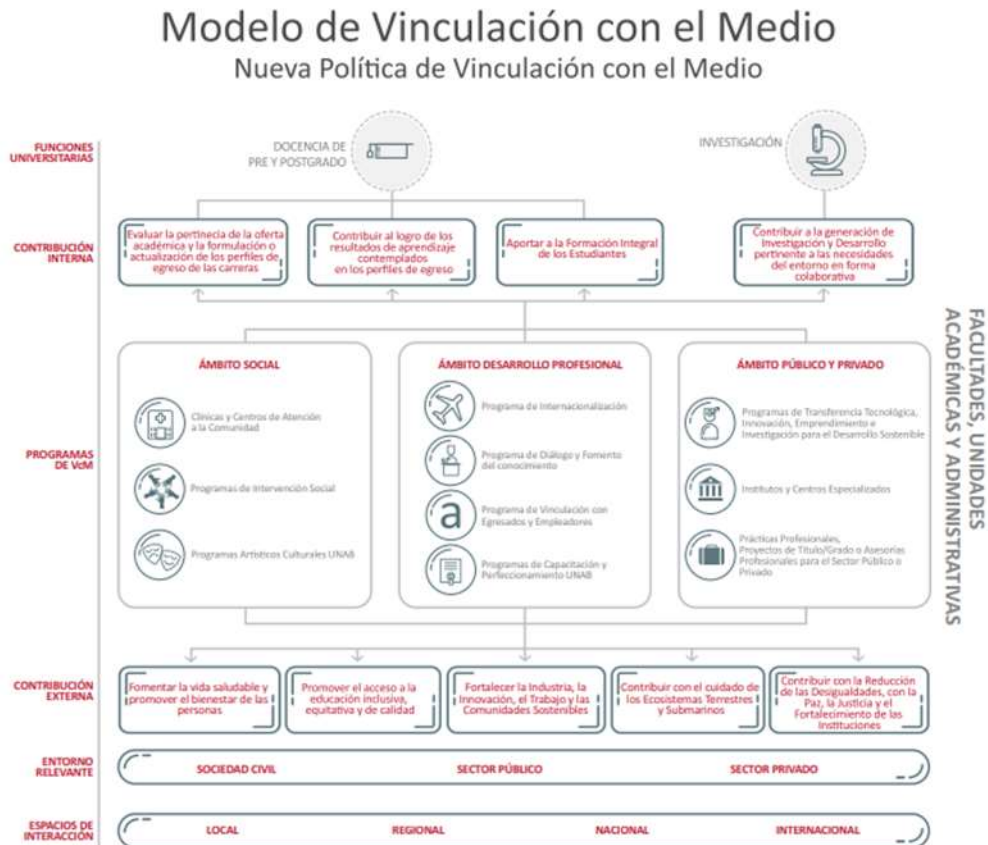 Modelo de Vinculación con el Medio
Nueva Política de Vinculación con el Medio
FUNCIONES
UNIVERSITARIAS
DOCENCIA DE
PRE Y POSTGRADO
INVESTIGACIÓN
CONTRIBUCIÓN
INTERNA
Evaluar la pertinecia de la oferta
académica y la formulación o
actualización de los perfiles de
egreso de las carreras
Contribuir al logro de los
resultados de aprendizaje
contemplados
en los perfiles de egreso
Aportar a la Formación Integral
de los Estudiantes
Contribuir a la generación de
Investigación y Desarrollo
pertinente a las necesidades
del entorno en forma
colaborativa
FACULTADES, UNIDADES
ACADÉMICAS Y ADMINISTRATIVAS
PROGRAMAS
DE VcM
ÁMBITO SOCIAL
Clínicas y Centros de Atención
a la Comunidad
Programas de Intervención Social
Programas Artísticos Culturales UNAB
ÁMBITO DESARROLLO PROFESIONAL
Programa de Internacionalización
Programa de Diálogo y Fomento
del conocimiento
a
Programa de Vinculación con
Egresados y Empleadores
Programas de Capacitación y
Perfeccionamiento UNAB
ÁMBITO PÚBLICO Y PRIVADO
Programas de Transferencia Tecnológica,
Innovación, Emprendimiento e
Investigación para el Desarrollo Sostenible
Institutos y Centros Especializados
Prácticas Profesionales,
Proyectos de Título/Grado o Asesorías
Profesionales para el Sector Público o
Privado
CONTRIBUCIÓN
EXTERNA
Fomentar la vida saludable y
promover el bienestar de las
personas
Promover el acceso a la
educación inclusiva,
equitativa y de calidad
Fortalecer la Industria, la
Innovación, el Trabajo y las
Comunidades Sostenibles
Contribuir con el cuidado de
los Ecosistemas Terrestres
y Submarinos
Contribuir con la Reducción
de las Desigualdades, con la
Paz, la Justicia y el
Fortalecimiento de las
Instituciones
ENTORNO
RELEVANTE
SOCIEDAD CIVIL
SECTOR PÚBLICO
SECTOR PRIVADO
ESPACIOS DE
INTERACCIÓN
LOCAL
REGIONAL
NACIONAL
INTERNACIONAL